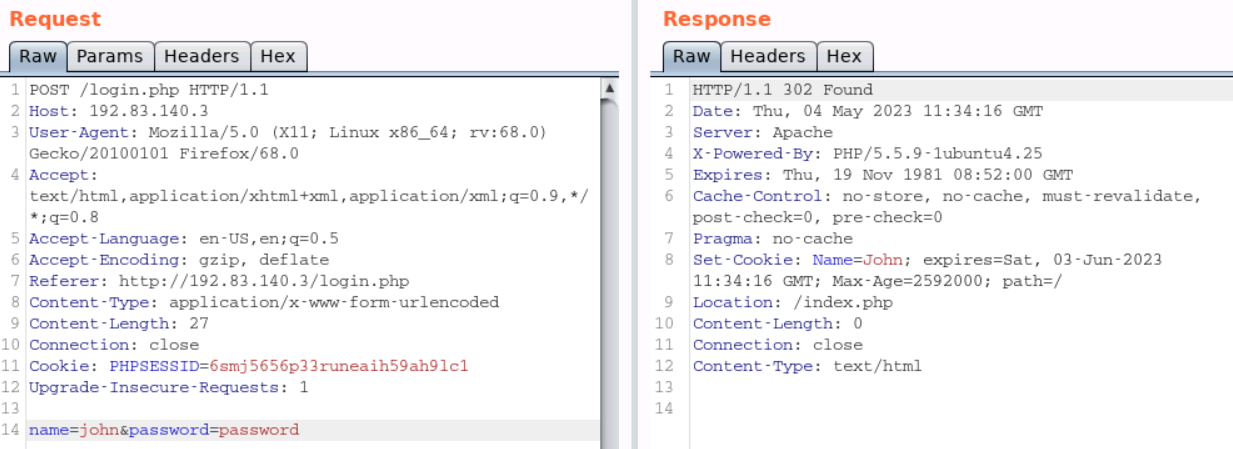 Request
Raw Params Headers Hex
1 POST /login.php HTTP/1.1
2 Host: 192.83.140.3
3 User-Agent: Mozilla/5.0 (X11; Linux x86_64; rv:68.0)
Gecko/20100101 Firefox/68.0
4 Accept:
text/html,application/xhtml+xml,application/xml;q=0.9,*/
*;q=0.8
5 Accept-Language: en-US,en;q=0.5
6 Accept-Encoding: gzip, deflate
7 Referer: http://192.83.140.3/login.php
8 Content-Type: application/x-www-form-urlencoded
9 Content-Length: 27
10 Connection: close
11 Cookie: PHPSESSID=6smj5656p33runeaih59ah9lc1
12 Upgrade-Insecure-Requests: 1
13
14 name=john&password=password
Response
Raw Headers Hex
1 HTTP/1.1 302 Found
2 Date: Thu, 04 May 2023 11:34:16 GMT
3 Server: Apache
4 X-Powered-By: PHP/5.5.9-1ubuntu4.25
5 Expires: Thu, 19 Nov 1981 08:52:00 GMT
6 Cache-Control: no-store, no-cache, must-revalidate,
post-check=0, pre-check=0
7 Pragma: no-cache
8 Set-Cookie: Name=John; expires=Sat, 03-Jun-2023
11:34:16 GMT; Max-Age=2592000; path=/
9 Location: /index.php
10 Content-Length: 0
11 Connection: close
12 Content-Type: text/html
13
14